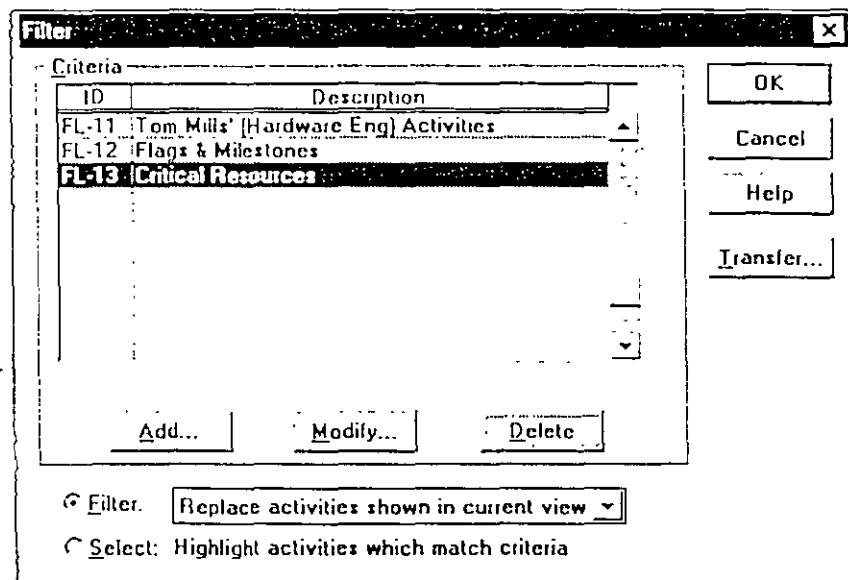 Filter
Criteria
ID Description
FL-11 Tom Mills' (Hardware Eng) Activities
FL-12 Flags & Milestones
FL-13 Critical Resources
Add... Modify... Delete
OK
Cancel
Help
Transfer...
Filter. Replace activities shown in current view
Select: Highlight activities which match criteria